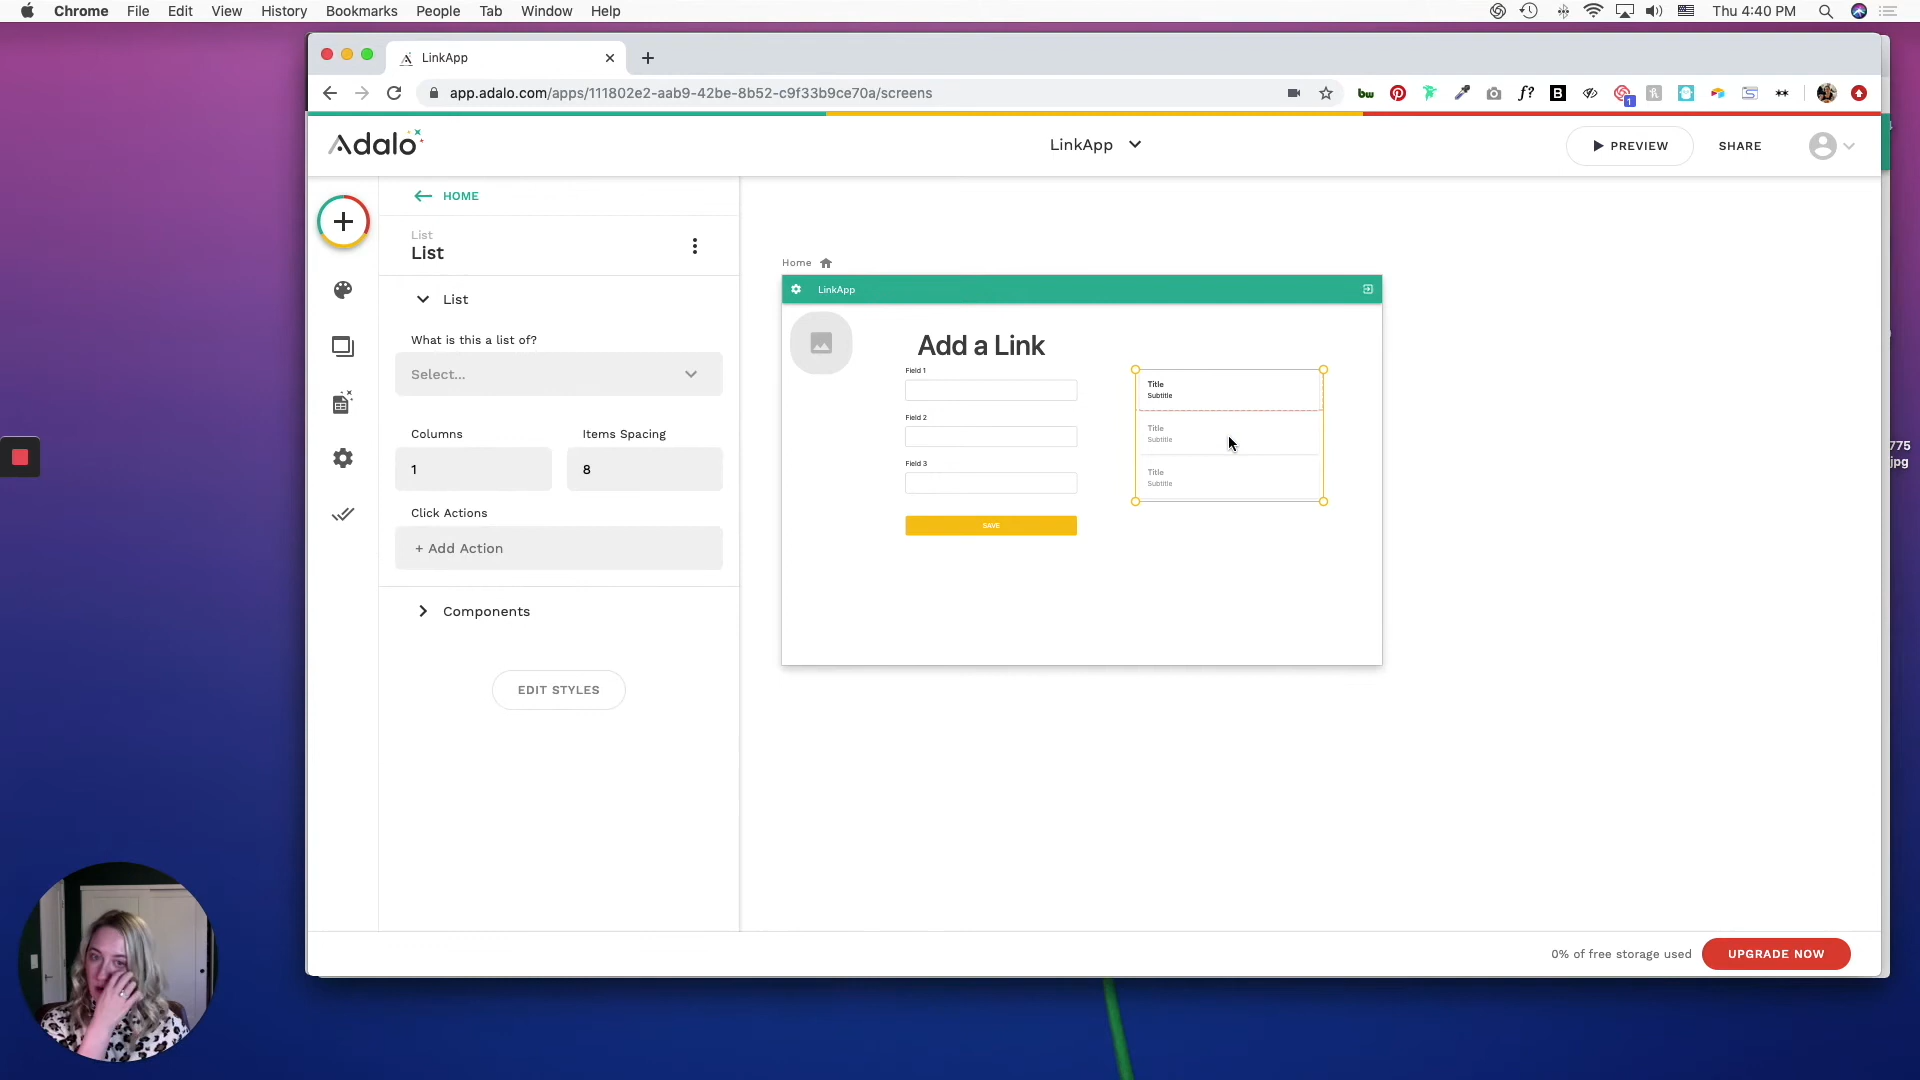 Chrome File Edit View History Bookmarks People Tab Window Help
Thu 4:40 PM
LinkApp
app.adalo.com/apps/111802e2-aab9-42be-8b52-c9f33b9ce70a/screens
bw f? B 1
Adalo
LinkApp
PREVIEW
SHARE
HOME
List
List
List
What is this a list of?
Select...
Columns
Items Spacing
1
8
Click Actions
+ Add Action
Components
EDIT STYLES
Home
LinkApp
Add a Link
Field 1
Field 2
Field 3
SAVE
Title
Subtitle
Title
Subtitle
Title
Subtitle
775
jpg
0% of free storage used
UPGRADE NOW